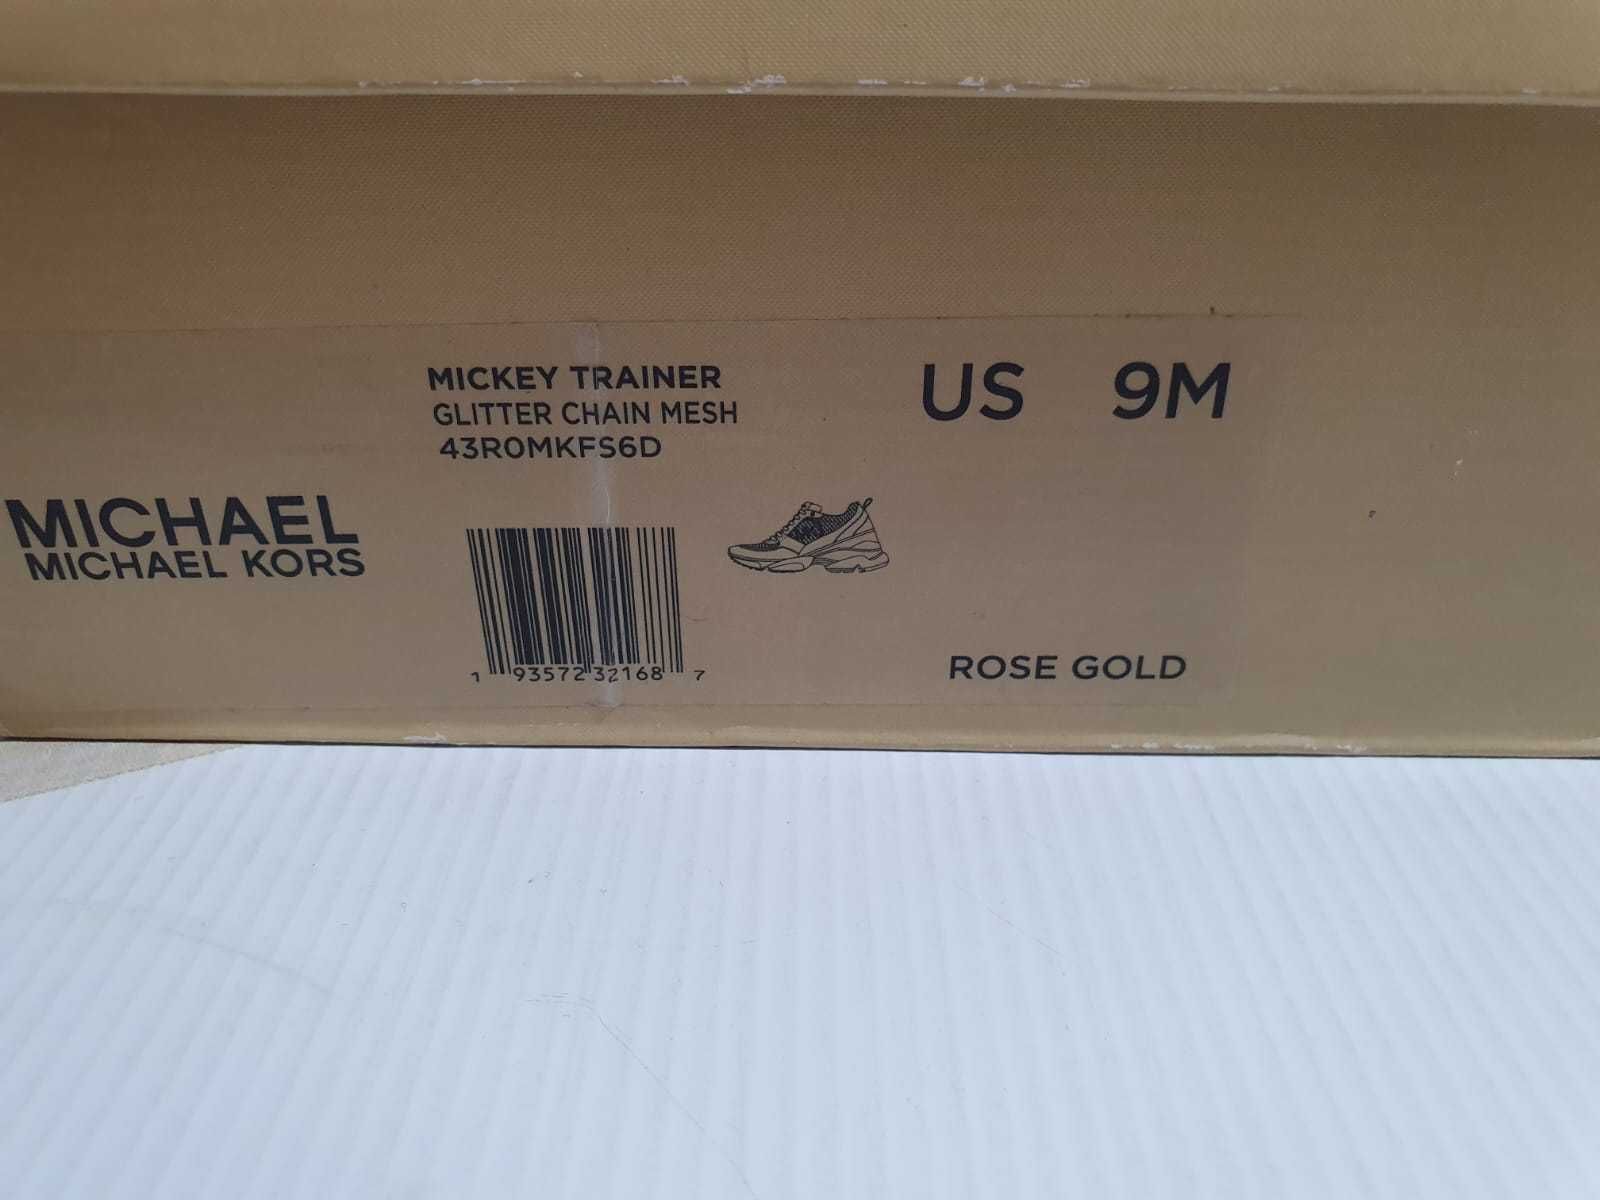 MICKEY TRAINER
GLITTER CHAIN MESH
43R0MKFS6D
US 9M
MICHAEL
MICHAEL KORS
1 93572 32168 7
ROSE GOLD